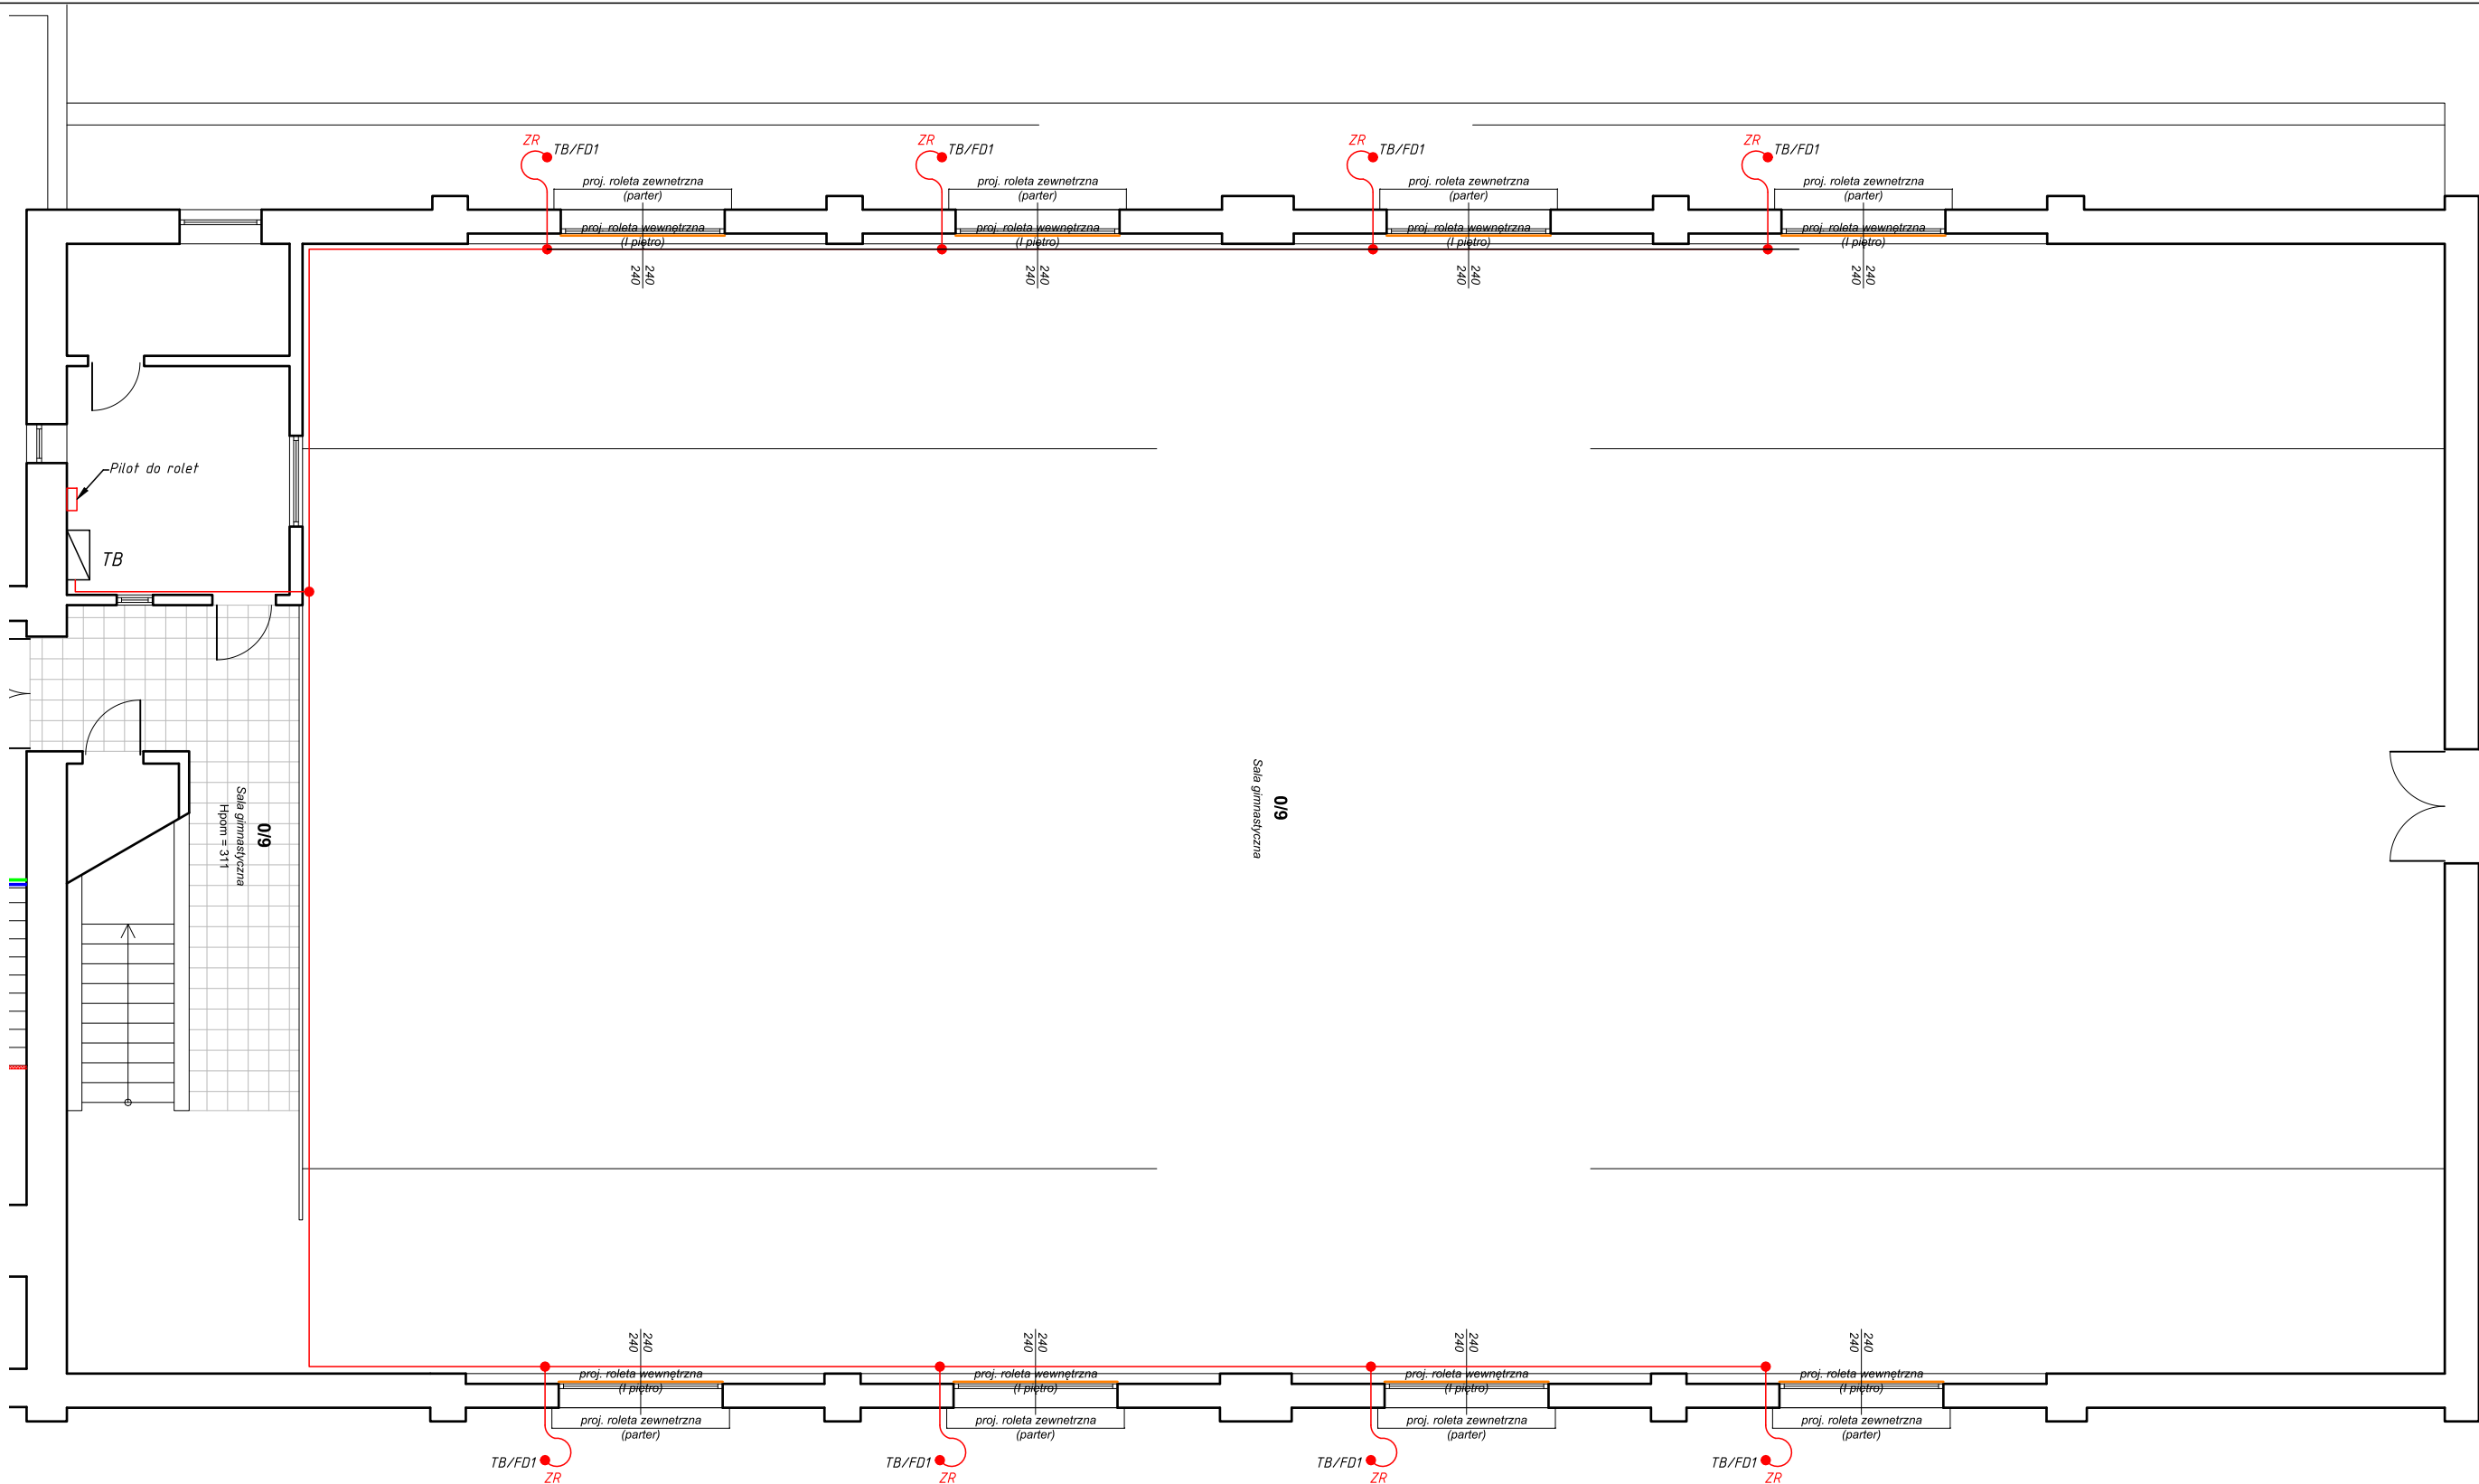 ZR
TB/FD1
ZR
TB/FD1
ZR
TB/FD1
ZR
TB/FD1
proj. roleta zewnetrzna
(parter)
proj. roleta zewnetrzna
(parter)
proj. roleta zewnetrzna
(parter)
proj. roleta zewnetrzna
(parter)
proj. roleta wewnętrzna
(I piętro)
proj. roleta wewnętrzna
(I piętro)
proj. roleta wewnętrzna
(I piętro)
proj. roleta wewnętrzna
(I piętro)
240
240
240
240
240
240
240
240
Pilot do rolet
TB
0/9
Sala gimnastyczna
Hpom = 311
0/9
Sala gimnastyczna
240
240
240
240
240
240
240
240
proj. roleta wewnętrzna
(I piętro)
proj. roleta wewnętrzna
(I piętro)
proj. roleta wewnętrzna
(I piętro)
proj. roleta wewnętrzna
(I piętro)
proj. roleta zewnetrzna
(parter)
proj. roleta zewnetrzna
(parter)
proj. roleta zewnetrzna
(parter)
proj. roleta zewnetrzna
(parter)
TB/FD1
ZR
TB/FD1
ZR
TB/FD1
ZR
TB/FD1
ZR